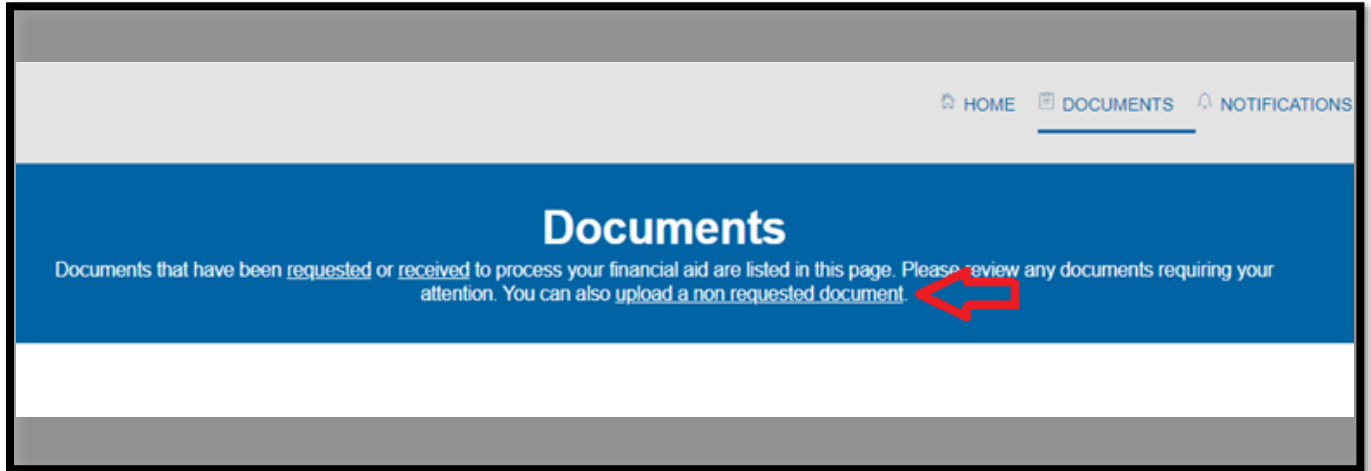 HOME DOCUMENTS NOTIFICATIONS
Documents
Documents that have been requested or received to process your financial aid are listed in this page. Please review any documents requiring your
attention. You can also upload a non requested document.